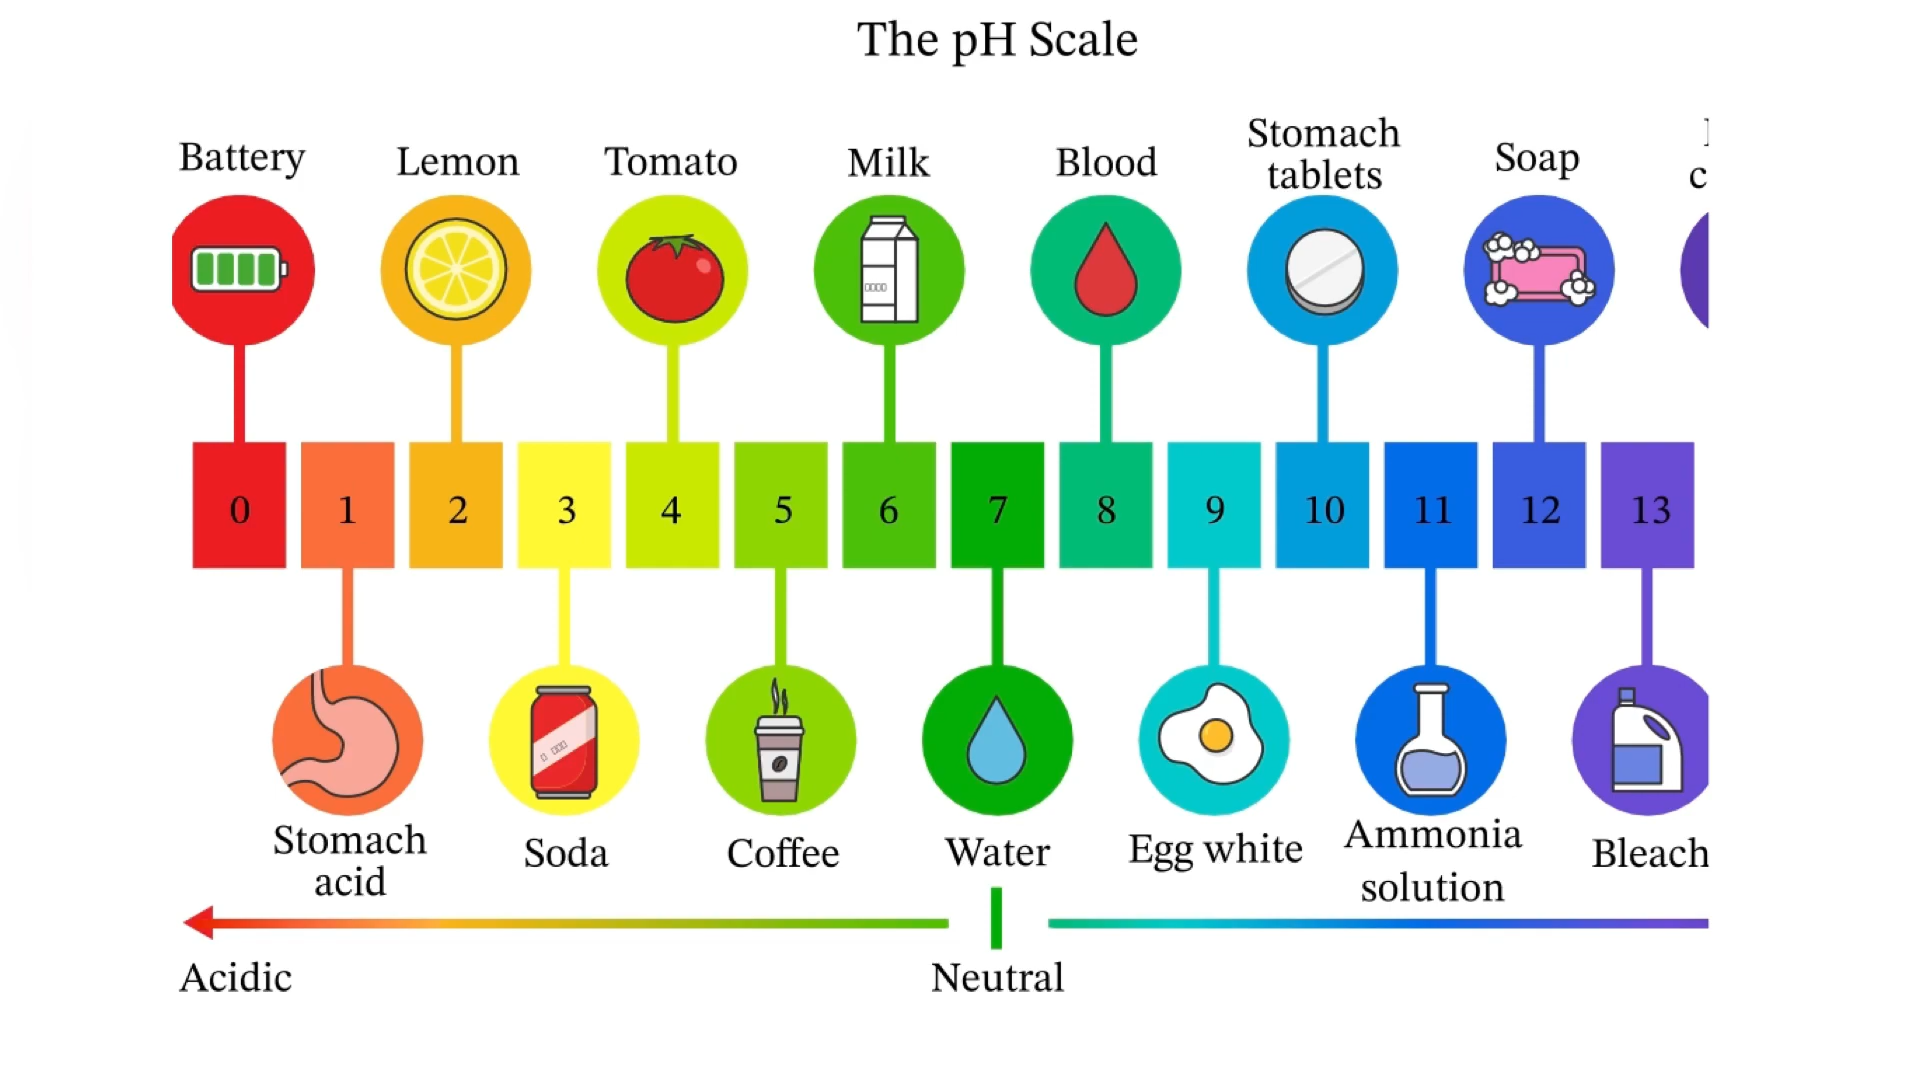 The pH Scale
Battery
Lemon
Tomato
Milk
Blood
Stomach
tablets
Soap
0 1 2 3 4 5 6 7 8 9 10 11 12 13
Stomach
acid
Soda
Coffee
Water
Egg white
Ammonia
solution
Bleach
Acidic
Neutral